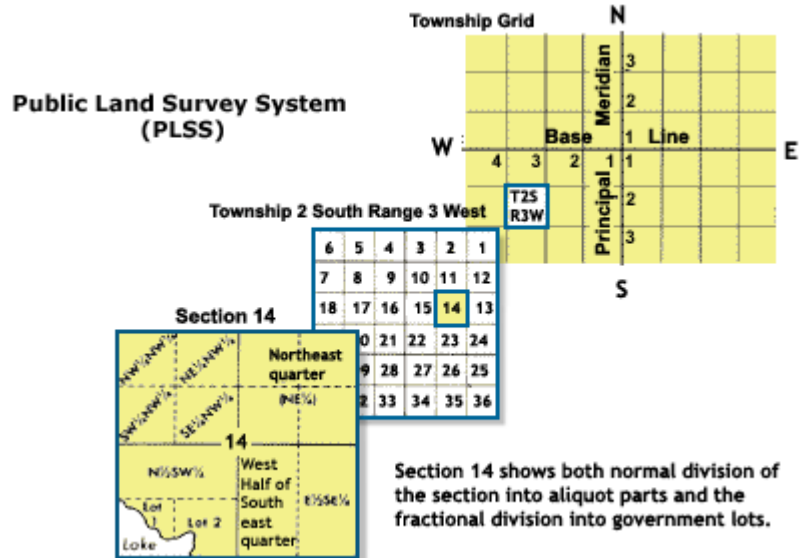 Township Grid
N
Public Land Survey System
(PLSS)
Meridian
3
2
1
Base Line
W
E
4 3 2 1 1
T2S
R3W
Principal
2
3
S
Township 2 South Range 3 West
6 5 4 3 2 1
7 8 9 10 11 12
18 17 16 15 14 13
21 22 23 24
28 27 26 25
33 34 35 36
Section 14
NW¼NW¼
NE¼NW¼
SW¼NW¼
SE¼NW¼
Northeast
quarter
(NE¼)
14
N½SW¼
West
Half of
South
east
quarter
E½SE¼
Lot
1
Lot 2
Lake
Section 14 shows both normal division of
the section into aliquot parts and the
fractional division into government lots.